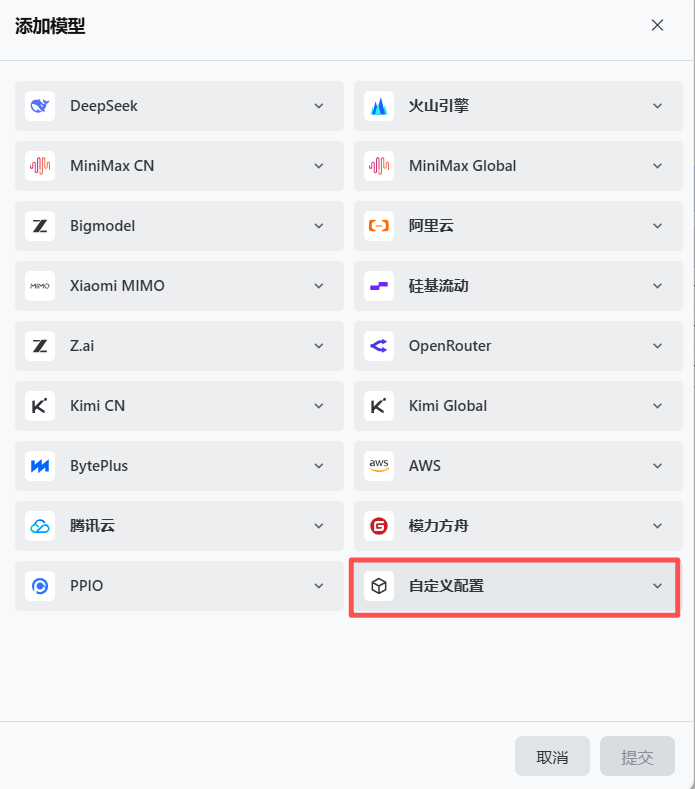 添加模型
DeepSeek
火山引擎
MiniMax CN
MiniMax Global
Bigmodel
阿里云
MIMO
Xiaomi MIMO
硅基流动
Z.ai
OpenRouter
Kimi CN
Kimi Global
BytePlus
aws
AWS
腾讯云
模力方舟
PPIO
自定义配置
取消
提交